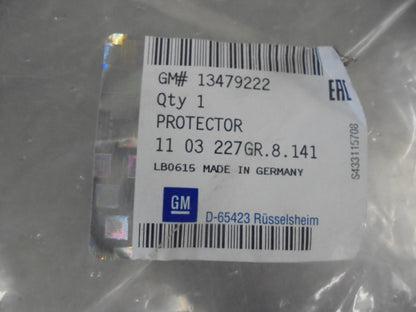 GM# 13479222
Qty 1
PROTECTOR
11 03 227GR.8.141
LB0615 MADE IN GERMANY
GM
D-65423 Rüsselsheim
EAC
S433115708